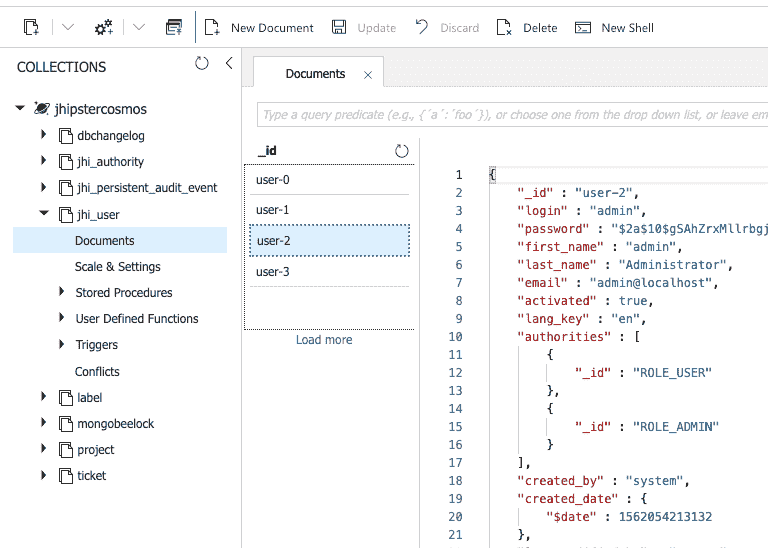 New Document
Update
Discard
Delete
New Shell
COLLECTIONS
jhipstercosmos
dbchangelog
jhi_authority
jhi_persistent_audit_event
jhi_user
Documents
Scale & Settings
Stored Procedures
User Defined Functions
Triggers
Conflicts
label
mongobeelock
project
ticket
Documents
Type a query predicate (e.g., {´a´:´foo´}), or choose one from the drop down list, or leave em
_id
user-0
user-1
user-2
user-3
Load more
1 {
2 "_id" : "user-2",
3 "login" : "admin",
4 "password" : "$2a$10$gSAhZrxMllrbgj
5 "first_name" : "admin",
6 "last_name" : "Administrator",
7 "email" : "admin@localhost",
8 "activated" : true,
9 "lang_key" : "en",
10 "authorities" : [
11 {
12 "_id" : "ROLE_USER"
13 },
14 {
15 "_id" : "ROLE_ADMIN"
16 }
17 ],
18 "created_by" : "system",
19 "created_date" : {
20 "$date" : 1562054213132
21 },